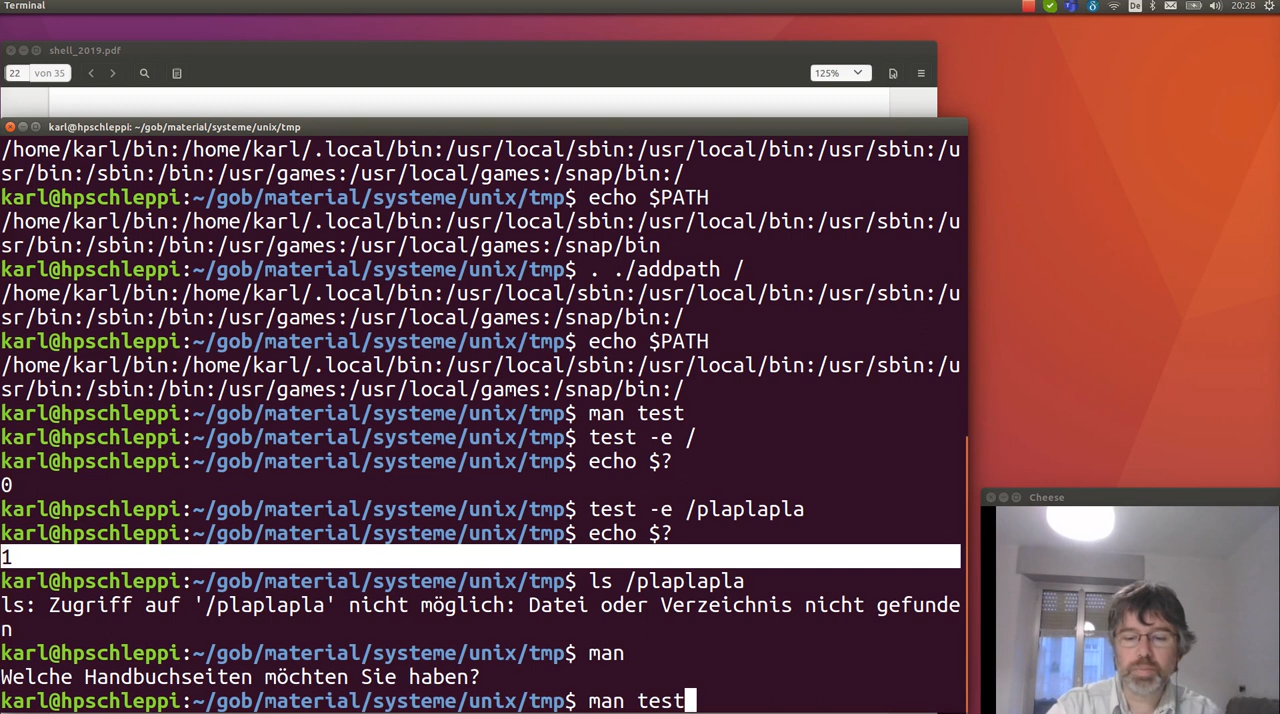 Terminal
De
20:28
shell_2019.pdf
22 von 35
125%
karl@hpschleppi: ~/gob/material/systeme/unix/tmp
/home/karl/bin:/home/karl/.local/bin:/usr/local/sbin:/usr/local/bin:/usr/sbin:/u
sr/bin:/sbin:/bin:/usr/games:/usr/local/games:/snap/bin:/
karl@hpschleppi:~/gob/material/systeme/unix/tmp$ echo $PATH
/home/karl/bin:/home/karl/.local/bin:/usr/local/sbin:/usr/local/bin:/usr/sbin:/u
sr/bin:/sbin:/bin:/usr/games:/usr/local/games:/snap/bin
karl@hpschleppi:~/gob/material/systeme/unix/tmp$ . ./addpath /
/home/karl/bin:/home/karl/.local/bin:/usr/local/sbin:/usr/local/bin:/usr/sbin:/u
sr/bin:/sbin:/bin:/usr/games:/usr/local/games:/snap/bin:/
karl@hpschleppi:~/gob/material/systeme/unix/tmp$ echo $PATH
/home/karl/bin:/home/karl/.local/bin:/usr/local/sbin:/usr/local/bin:/usr/sbin:/u
sr/bin:/sbin:/bin:/usr/games:/usr/local/games:/snap/bin:/
karl@hpschleppi:~/gob/material/systeme/unix/tmp$ man test
karl@hpschleppi:~/gob/material/systeme/unix/tmp$ test -e /
karl@hpschleppi:~/gob/material/systeme/unix/tmp$ echo $?
0
karl@hpschleppi:~/gob/material/systeme/unix/tmp$ test -e /plaplapla
karl@hpschleppi:~/gob/material/systeme/unix/tmp$ echo $?
1
karl@hpschleppi:~/gob/material/systeme/unix/tmp$ ls /plaplapla
ls: Zugriff auf '/plaplapla' nicht möglich: Datei oder Verzeichnis nicht gefunde
n
karl@hpschleppi:~/gob/material/systeme/unix/tmp$ man
Welche Handbuchseiten möchten Sie haben?
karl@hpschleppi:~/gob/material/systeme/unix/tmp$ man test
Cheese